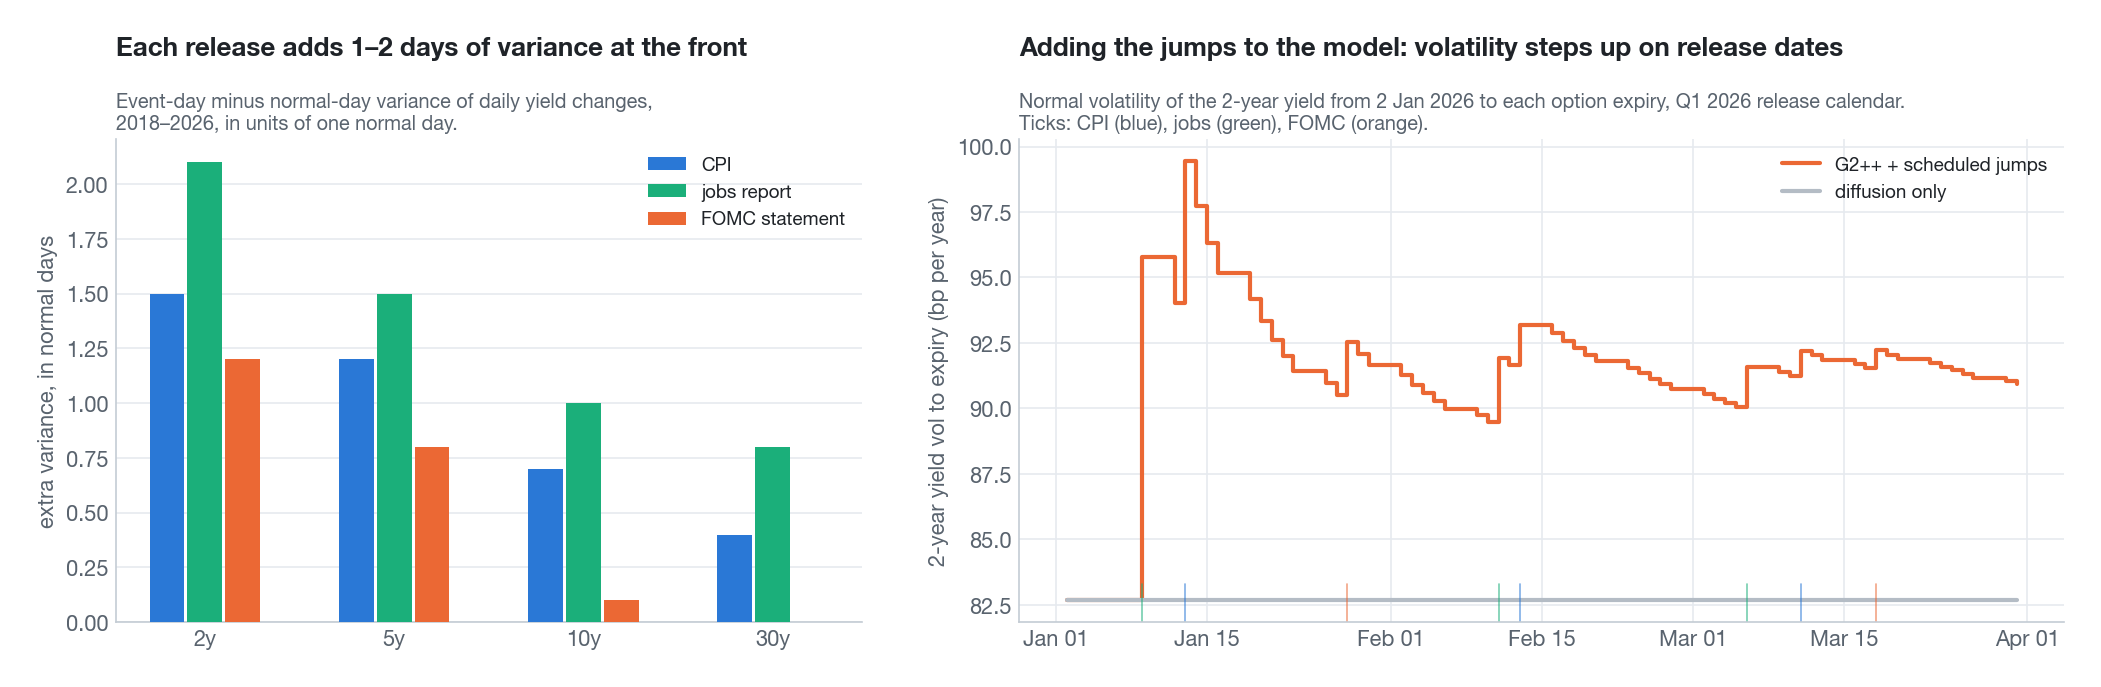 Each release adds 1–2 days of variance at the front
Event-day minus normal-day variance of daily yield changes,
2018–2026, in units of one normal day.
extra variance, in normal days
2.00
1.75
1.50
1.25
1.00
0.75
0.50
0.25
0.00
CPI
jobs report
FOMC statement
2y
5y
10y
30y
Adding the jumps to the model: volatility steps up on release dates
Normal volatility of the 2-year yield from 2 Jan 2026 to each option expiry, Q1 2026 release calendar.
Ticks: CPI (blue), jobs (green), FOMC (orange).
2-year yield vol to expiry (bp per year)
100.0
97.5
95.0
92.5
90.0
87.5
85.0
82.5
G2++ + scheduled jumps
diffusion only
Jan 01
Jan 15
Feb 01
Feb 15
Mar 01
Mar 15
Apr 01